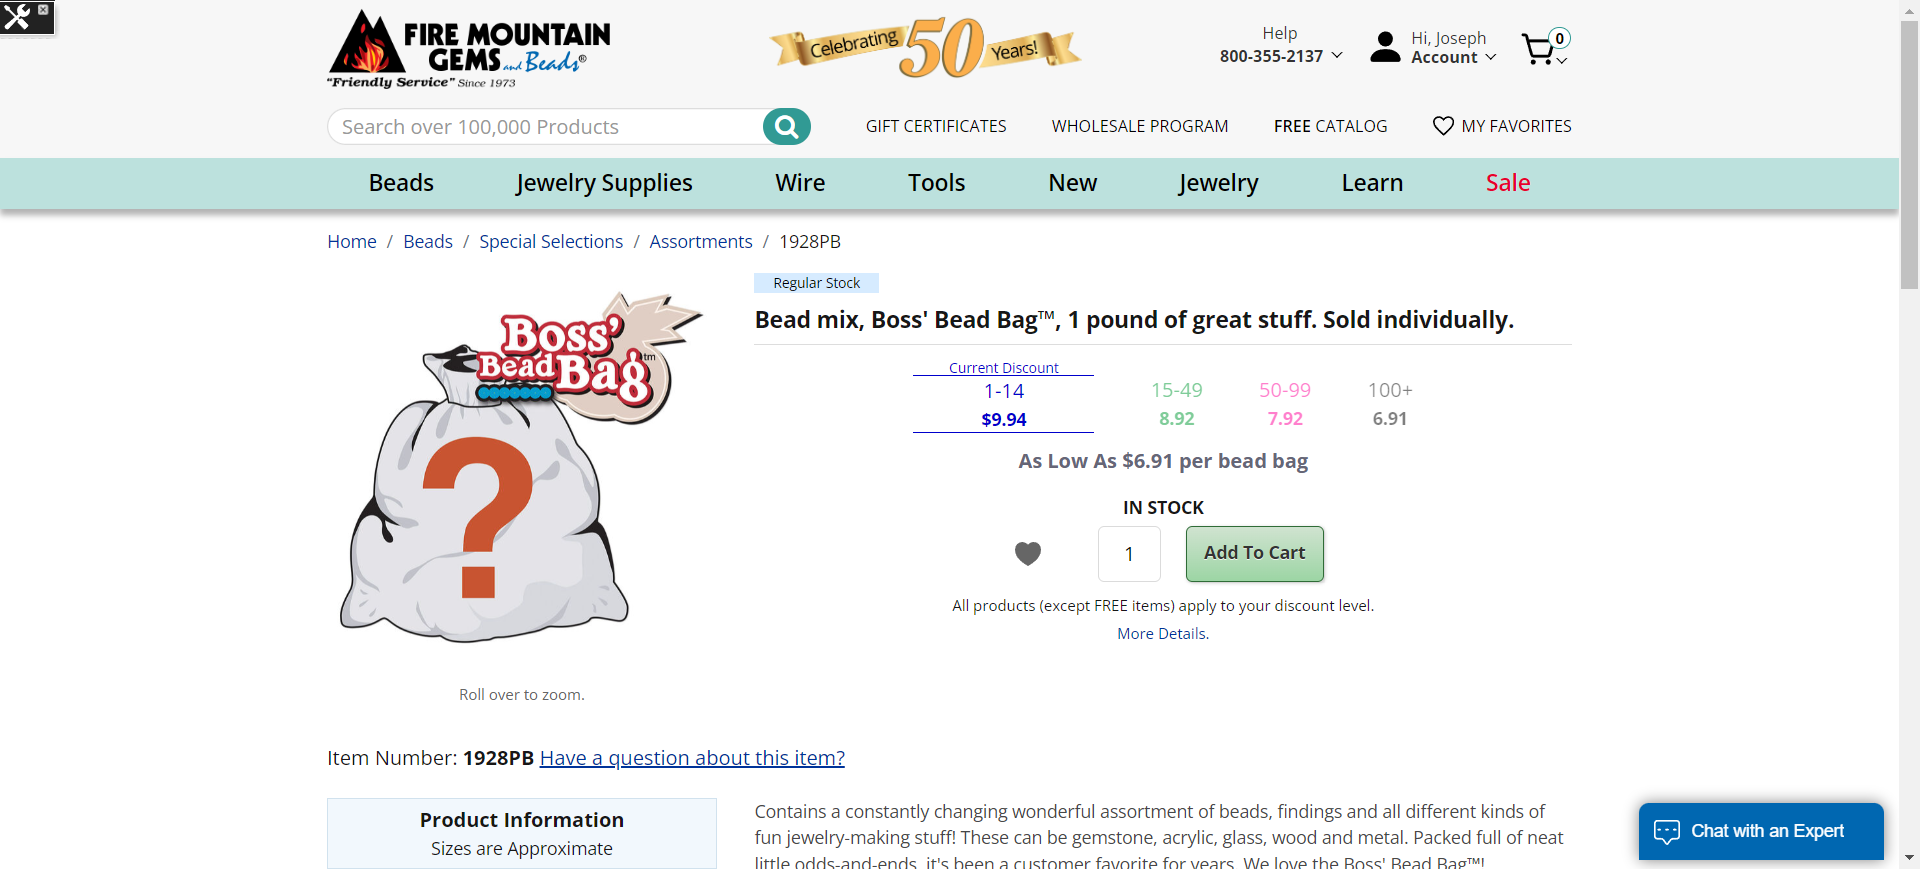 FIRE MOUNTAIN
GEMS and Beads®
"Friendly Service" Since 1973
Celebrating 50 Years!
Help
800-355-2137
Hi, Joseph
Account
0
Search over 100,000 Products
GIFT CERTIFICATES
WHOLESALE PROGRAM
FREE CATALOG
MY FAVORITES
Beads
Jewelry Supplies
Wire
Tools
New
Jewelry
Learn
Sale
Home / Beads / Special Selections / Assortments / 1928PB
Boss'
Bead Bag™
?
Roll over to zoom.
Regular Stock
Bead mix, Boss' Bead Bag™, 1 pound of great stuff. Sold individually.
Current Discount
1-14 15-49 50-99 100+
$9.94 8.92 7.92 6.91
As Low As $6.91 per bead bag
IN STOCK
1
Add To Cart
All products (except FREE items) apply to your discount level.
More Details.
Item Number: 1928PB Have a question about this item?
Product Information
Sizes are Approximate
Contains a constantly changing wonderful assortment of beads, findings and all different kinds of
fun jewelry-making stuff! These can be gemstone, acrylic, glass, wood and metal. Packed full of neat
little odds-and-ends, it's been a customer favorite for years. We love the Boss' Bead Bag™!
Chat with an Expert